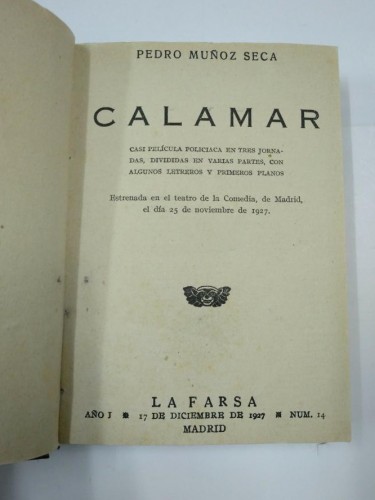 PEDRO MUÑOZ SECA
CALAMAR
CASI PELÍCULA POLICIACA EN TRES JORNA-
DAS, DIVIDIDAS EN VARIAS PARTES, CON
ALGUNOS LETREROS Y PRIMEROS PLANOS
Estrenada en el teatro de la Comedia, de Madrid,
el día 25 de noviembre de 1927.
LA FARSA
AÑO I ✱ 17 DE DICIEMBRE DE 1927 ✱ NUM. 14
MADRID